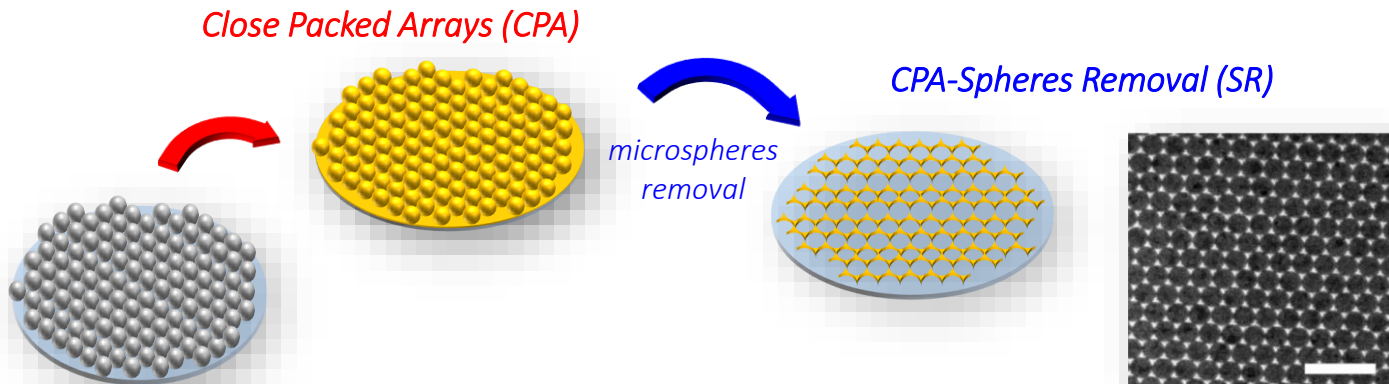 Close Packed Arrays (CPA)
CPA-Spheres Removal (SR)
microspheres
removal